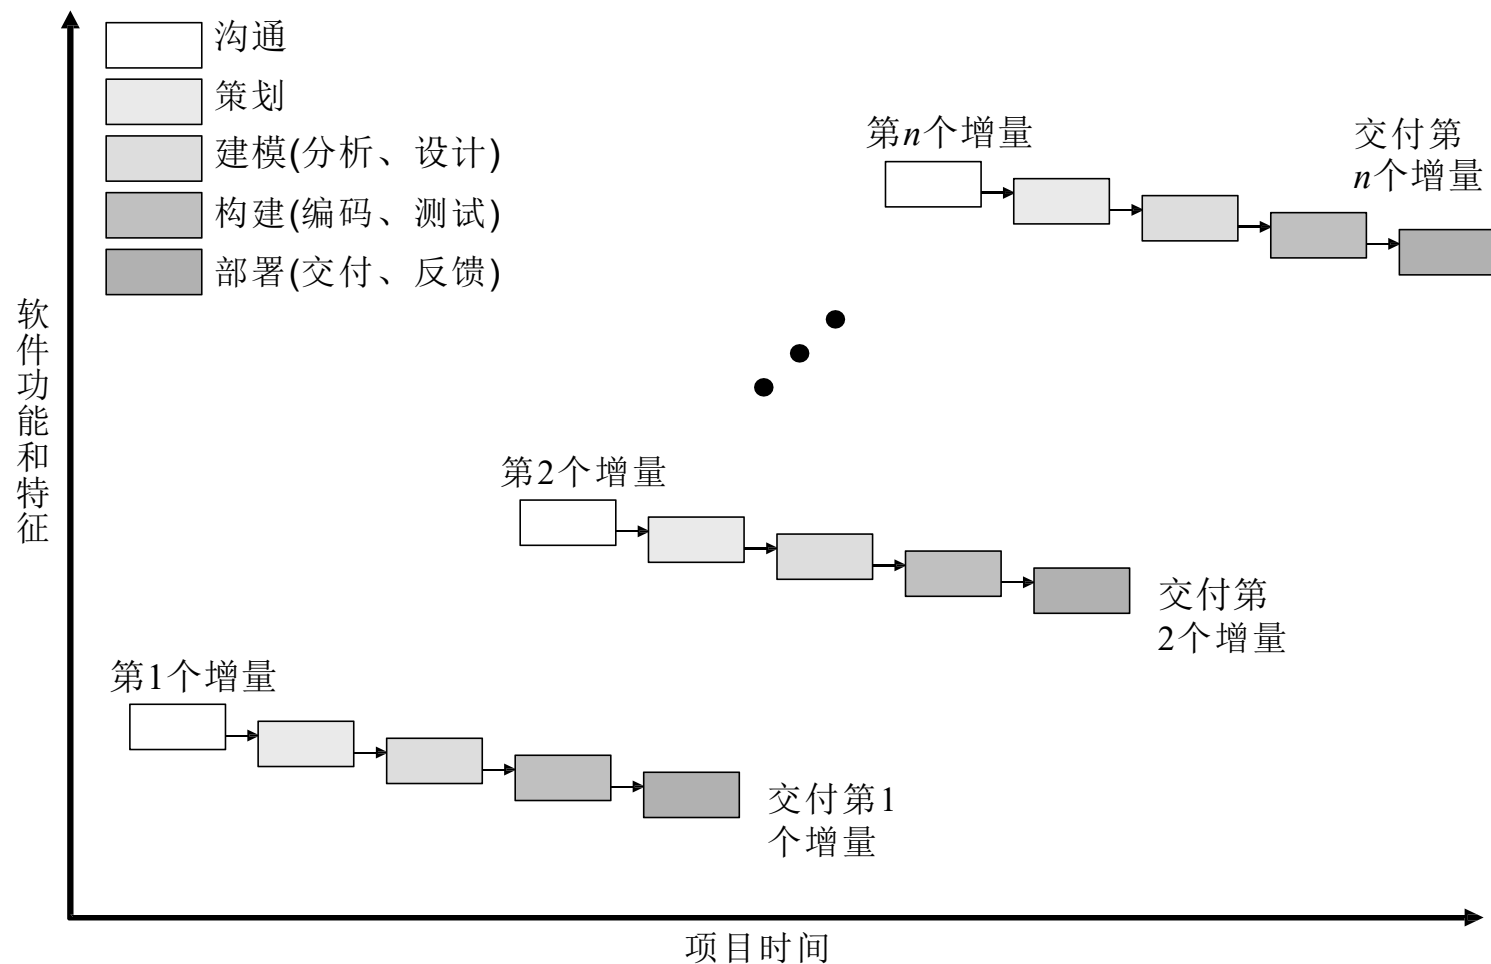 沟通
策划
建模(分析、设计)
构建(编码、测试)
部署(交付、反馈)
软件功能和特征
第n个增量
交付第
n个增量
第2个增量
交付第
2个增量
第1个增量
交付第1
个增量
项目时间